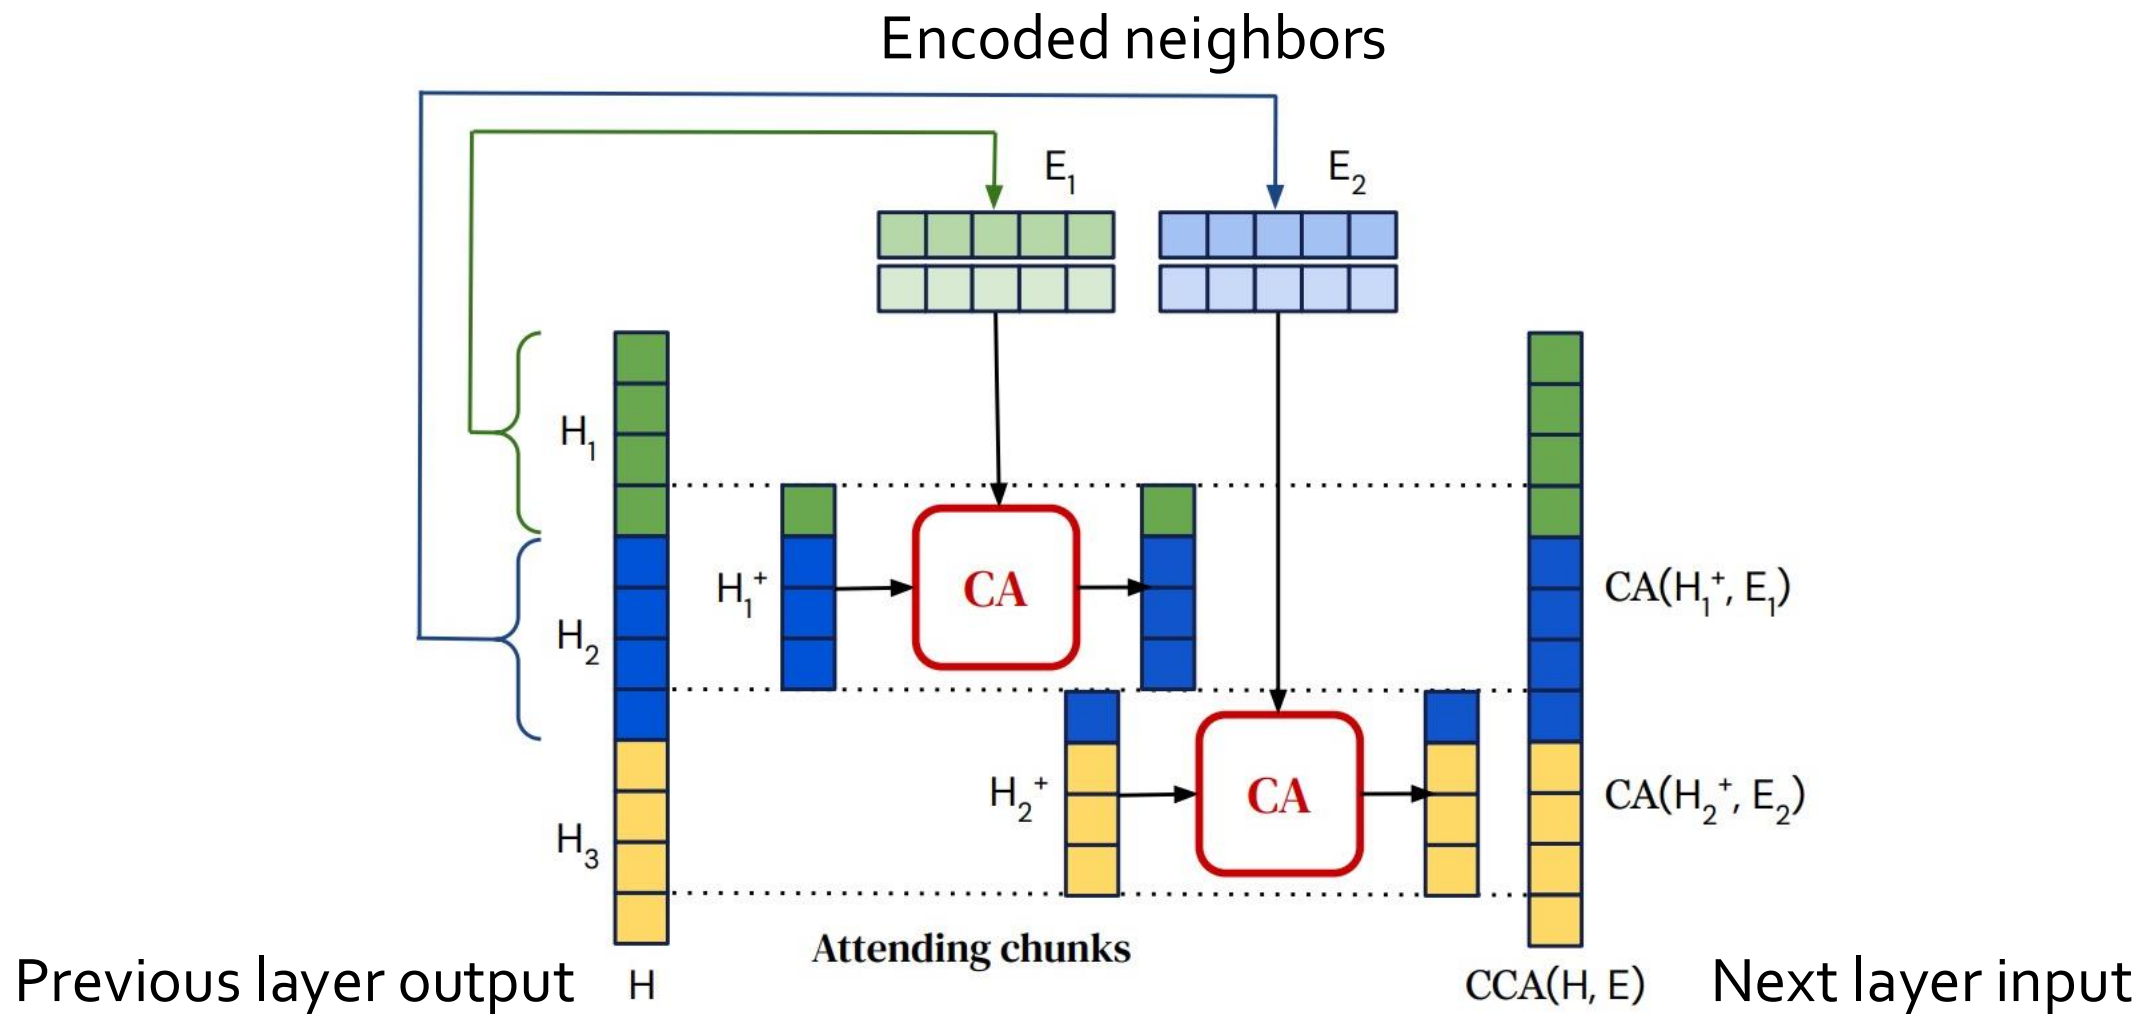 Encoded neighbors
E₁
E₂
H₁
H₁⁺
CA
CA(H₁⁺, E₁)
H₂
H₂⁺
CA
CA(H₂⁺, E₂)
H₃
Attending chunks
Previous layer output
H
CCA(H, E)
Next layer input